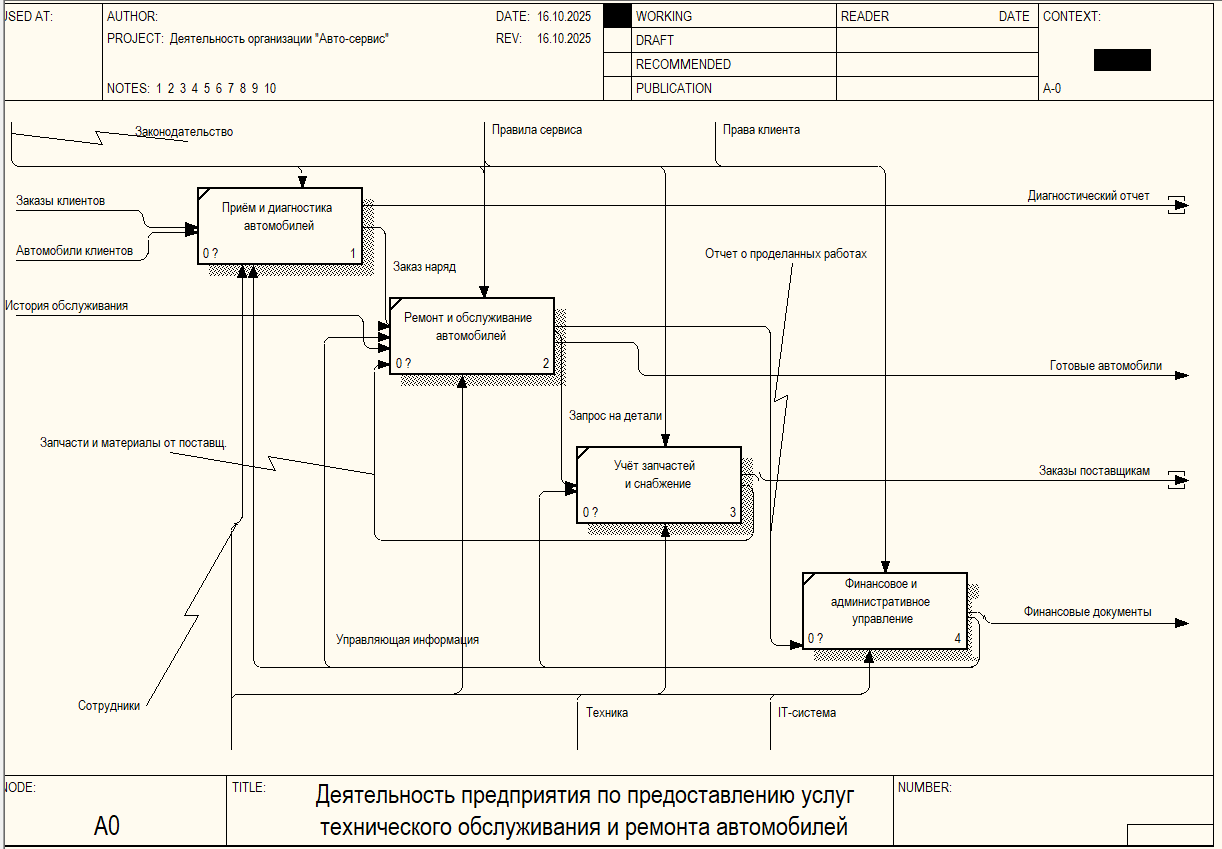 USED AT:
AUTHOR:
DATE: 16.10.2025
WORKING
READER
DATE
CONTEXT:
PROJECT: Деятельность организации "Авто-сервис"
REV: 16.10.2025
DRAFT
RECOMMENDED
NOTES: 1 2 3 4 5 6 7 8 9 10
PUBLICATION
A-0
Законодательство
Правила сервиса
Права клиента
Заказы клиентов
Приём и диагностика
автомобилей
0 ?
1
Диагностический отчет
Автомобили клиентов
Заказ наряд
Отчет о проделанных работах
История обслуживания
Ремонт и обслуживание
автомобилей
0 ?
2
Готовые автомобили
Запрос на детали
Запчасти и материалы от поставщ.
Учёт запчастей
и снабжение
0 ?
3
Заказы поставщикам
Финансовое и
административное
управление
0 ?
4
Финансовые документы
Управляющая информация
Сотрудники
Техника
IT-система
NODE:
A0
TITLE:
Деятельность предприятия по предоставлению услуг
технического обслуживания и ремонта автомобилей
NUMBER: